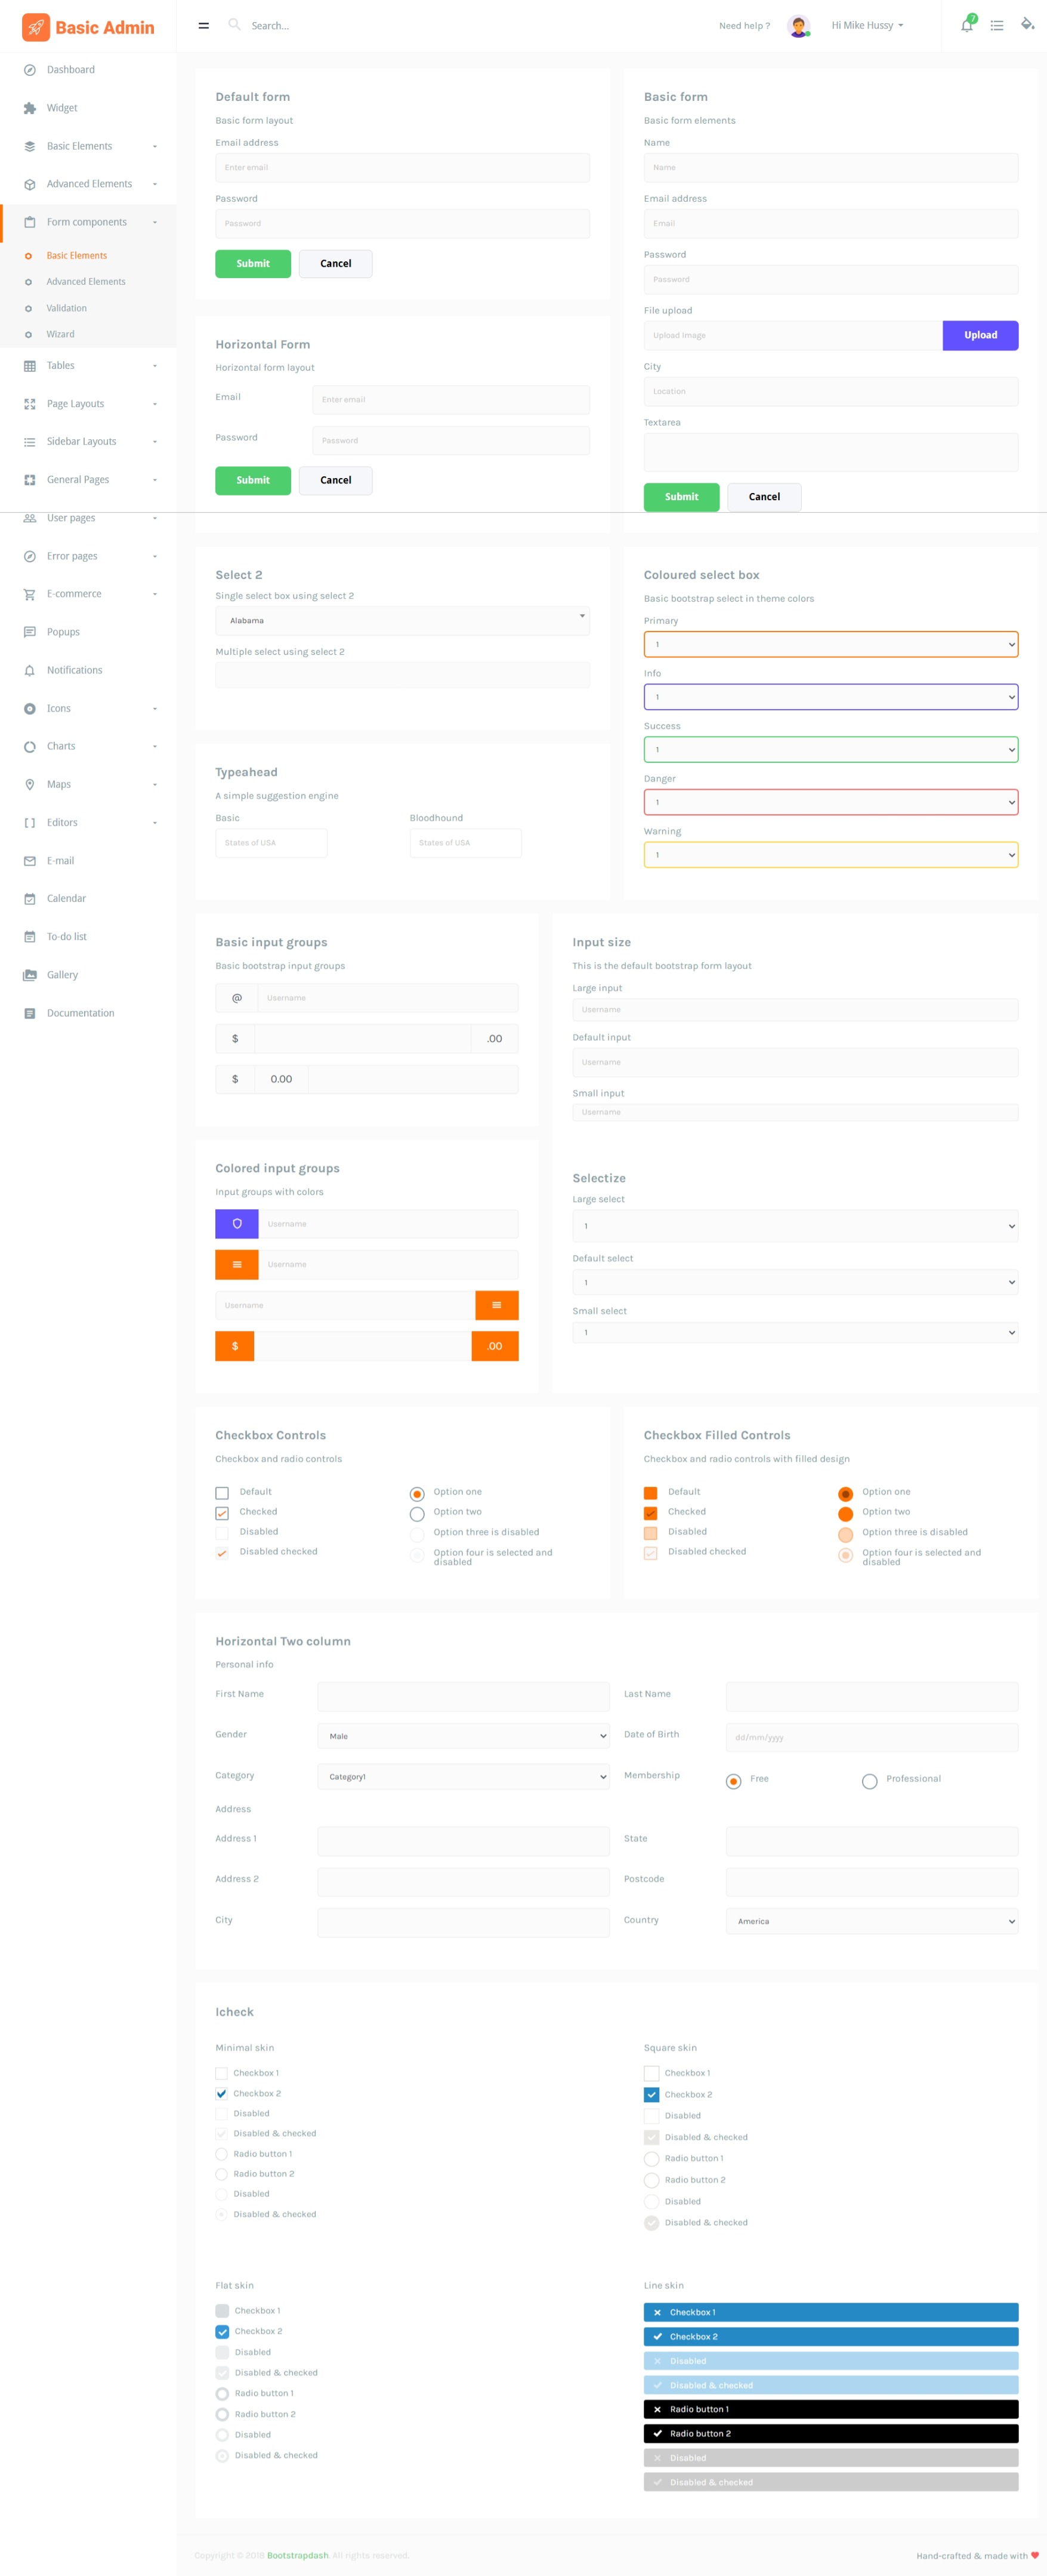 Basic Admin
Search...
Need help ?
Hi Mike Hussy
7
Dashboard
Widget
Basic Elements
Advanced Elements
Form components
Basic Elements
Advanced Elements
Validation
Wizard
Tables
Page Layouts
Sidebar Layouts
General Pages
User pages
Error pages
E-commerce
Popups
Notifications
Icons
Charts
Maps
Editors
E-mail
Calendar
To-do list
Gallery
Documentation
Default form
Basic form layout
Email address
Enter email
Password
Password
Submit Cancel
Horizontal Form
Horizontal form layout
Email Enter email
Password Password
Submit Cancel
Basic form
Basic form elements
Name
Name
Email address
Email
Password
Password
File upload
Upload Image Upload
City
Location
Textarea
Submit Cancel
Select 2
Single select box using select 2
Alabama
Multiple select using select 2
Typeahead
A simple suggestion engine
Basic Bloodhound
States of USA States of USA
Coloured select box
Basic bootstrap select in theme colors
Primary
1
Info
1
Success
1
Danger
1
Warning
1
Basic input groups
Basic bootstrap input groups
@ Username
$ .00
$ 0.00
Colored input groups
Input groups with colors
Username
Username
Username
$ .00
Input size
This is the default bootstrap form layout
Large input
Username
Default input
Username
Small input
Username
Selectize
Large select
1
Default select
1
Small select
1
Checkbox Controls
Checkbox and radio controls
Default
Checked
Disabled
Disabled checked
Option one
Option two
Option three is disabled
Option four is selected and
disabled
Checkbox Filled Controls
Checkbox and radio controls with filled design
Default
Checked
Disabled
Disabled checked
Option one
Option two
Option three is disabled
Option four is selected and
disabled
Horizontal Two column
Personal info
First Name Last Name
Gender Male Date of Birth dd/mm/yyyy
Category Category1 Membership Free Professional
Address
Address 1 State
Address 2 Postcode
City Country America
Icheck
Minimal skin
Checkbox 1
Checkbox 2
Disabled
Disabled & checked
Radio button 1
Radio button 2
Disabled
Disabled & checked
Square skin
Checkbox 1
Checkbox 2
Disabled
Disabled & checked
Radio button 1
Radio button 2
Disabled
Disabled & checked
Flat skin
Checkbox 1
Checkbox 2
Disabled
Disabled & checked
Radio button 1
Radio button 2
Disabled
Disabled & checked
Line skin
Checkbox 1
Checkbox 2
Disabled
Disabled & checked
Radio button 1
Radio button 2
Disabled
Disabled & checked
Copyright © 2018 Bootstrapdash. All rights reserved.
Hand-crafted & made with